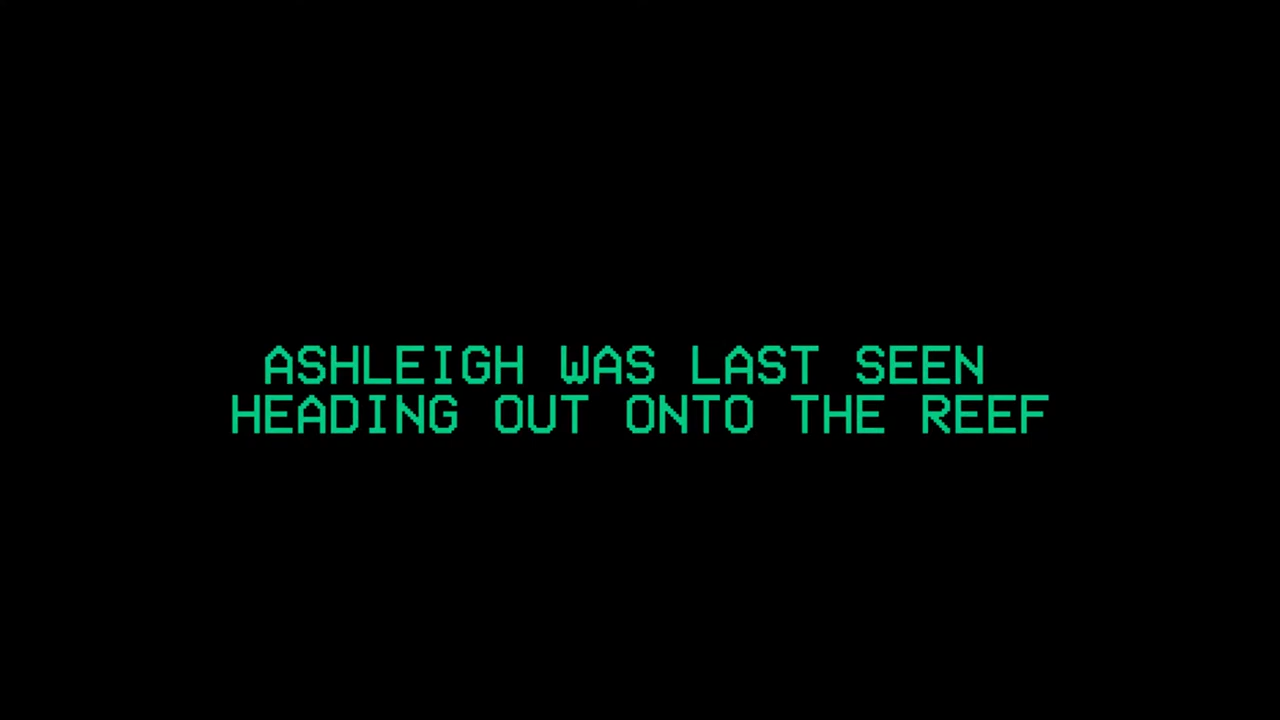 ASHLEIGH WAS LAST SEEN
HEADING OUT ONTO THE REEF